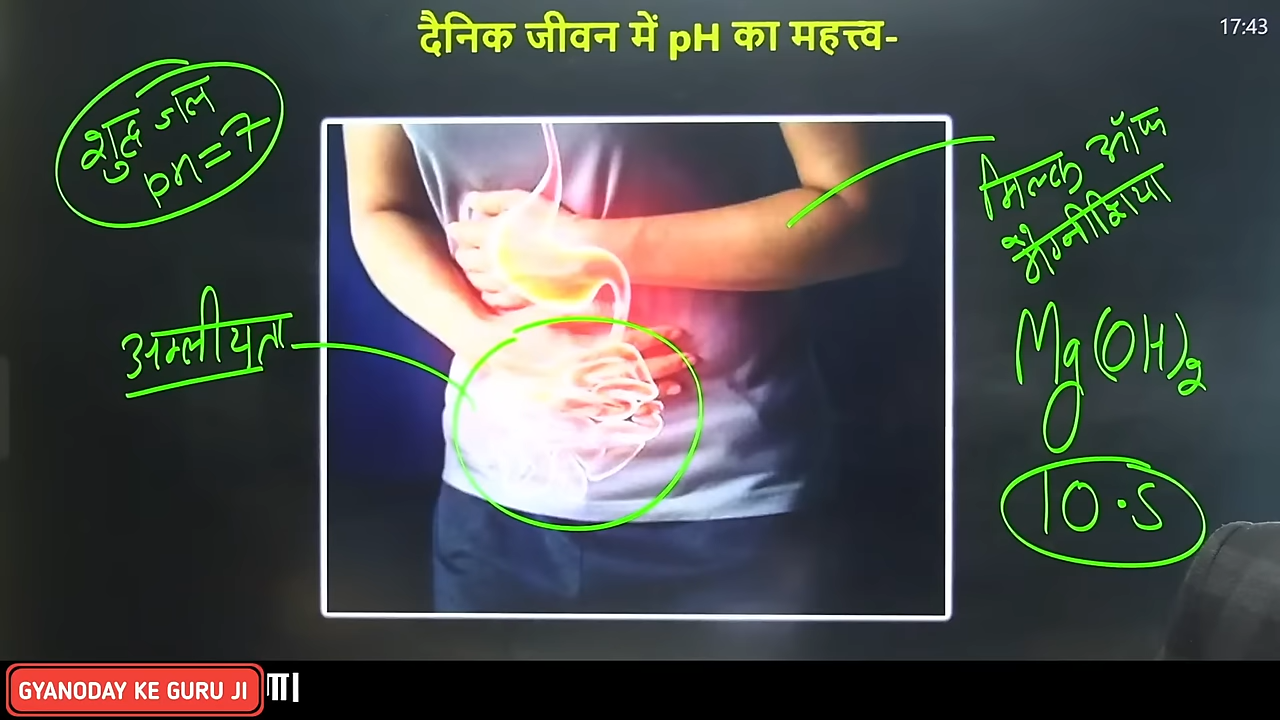 दैनिक जीवन में pH का महत्त्व-
17:43
शुद्ध जल
pH=7
अम्लीयता
मिल्क ऑफ
मैग्नीशिया
Mg(OH)2
10.5
GYANODAY KE GURU JI